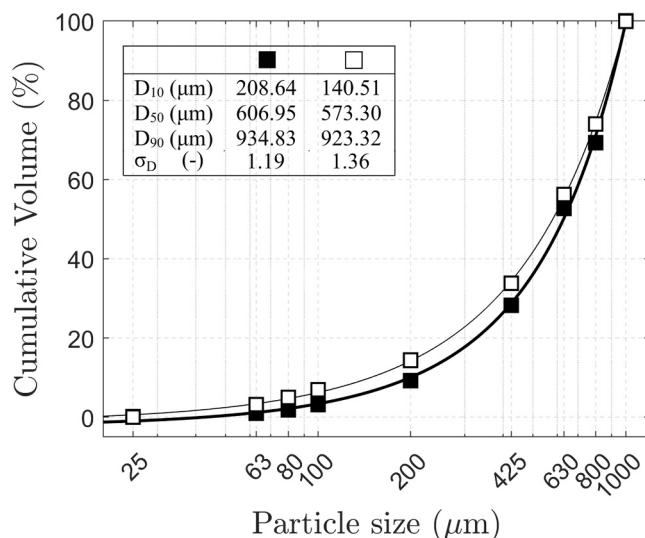 100
80
60
40
20
0
Cumulative Volume (%)
D₁₀ (μm) 208.64 140.51
D₅₀ (μm) 606.95 573.30
D₉₀ (μm) 934.83 923.32
σ_D (-) 1.19 1.36
25 63 80 100 200 425 630 800 1000
Particle size (μm)